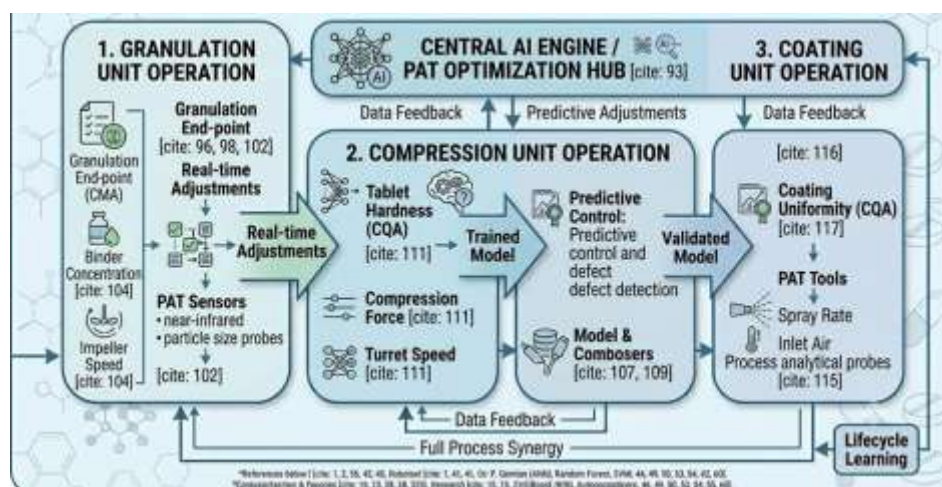 1. GRANULATION
UNIT OPERATION
Granulation
End-point
(CMA)
Binder
Concentration
[cite: 104]
Impeller
Speed
[cite: 104]
Granulation
End-point
[cite: 96, 98, 102]
Real-time
Adjustments
PAT Sensors
• near-infrared
• particle size probes
[cite: 102]
Real-time
Adjustments
CENTRAL AI ENGINE /
PAT OPTIMIZATION HUB [cite: 93]
AI
Data Feedback
Predictive Adjustments
Data Feedback
2. COMPRESSION UNIT OPERATION
Tablet
Hardness
(CQA)
[cite: 111]
Compression
Force [cite: 111]
Turret Speed
[cite: 111]
Trained
Model
Predictive
Control:
Predictive
control and
defect
defect detection
Model &
Composers
[cite: 107, 109]
Validated
Model
3. COATING
UNIT OPERATION
[cite: 116]
Coating
Uniformity (CQA)
[cite: 117]
PAT Tools
Spray Rate
Inlet Air
Process analytical probes
[cite: 115]
Data Feedback
Full Process Synergy
Lifecycle
Learning